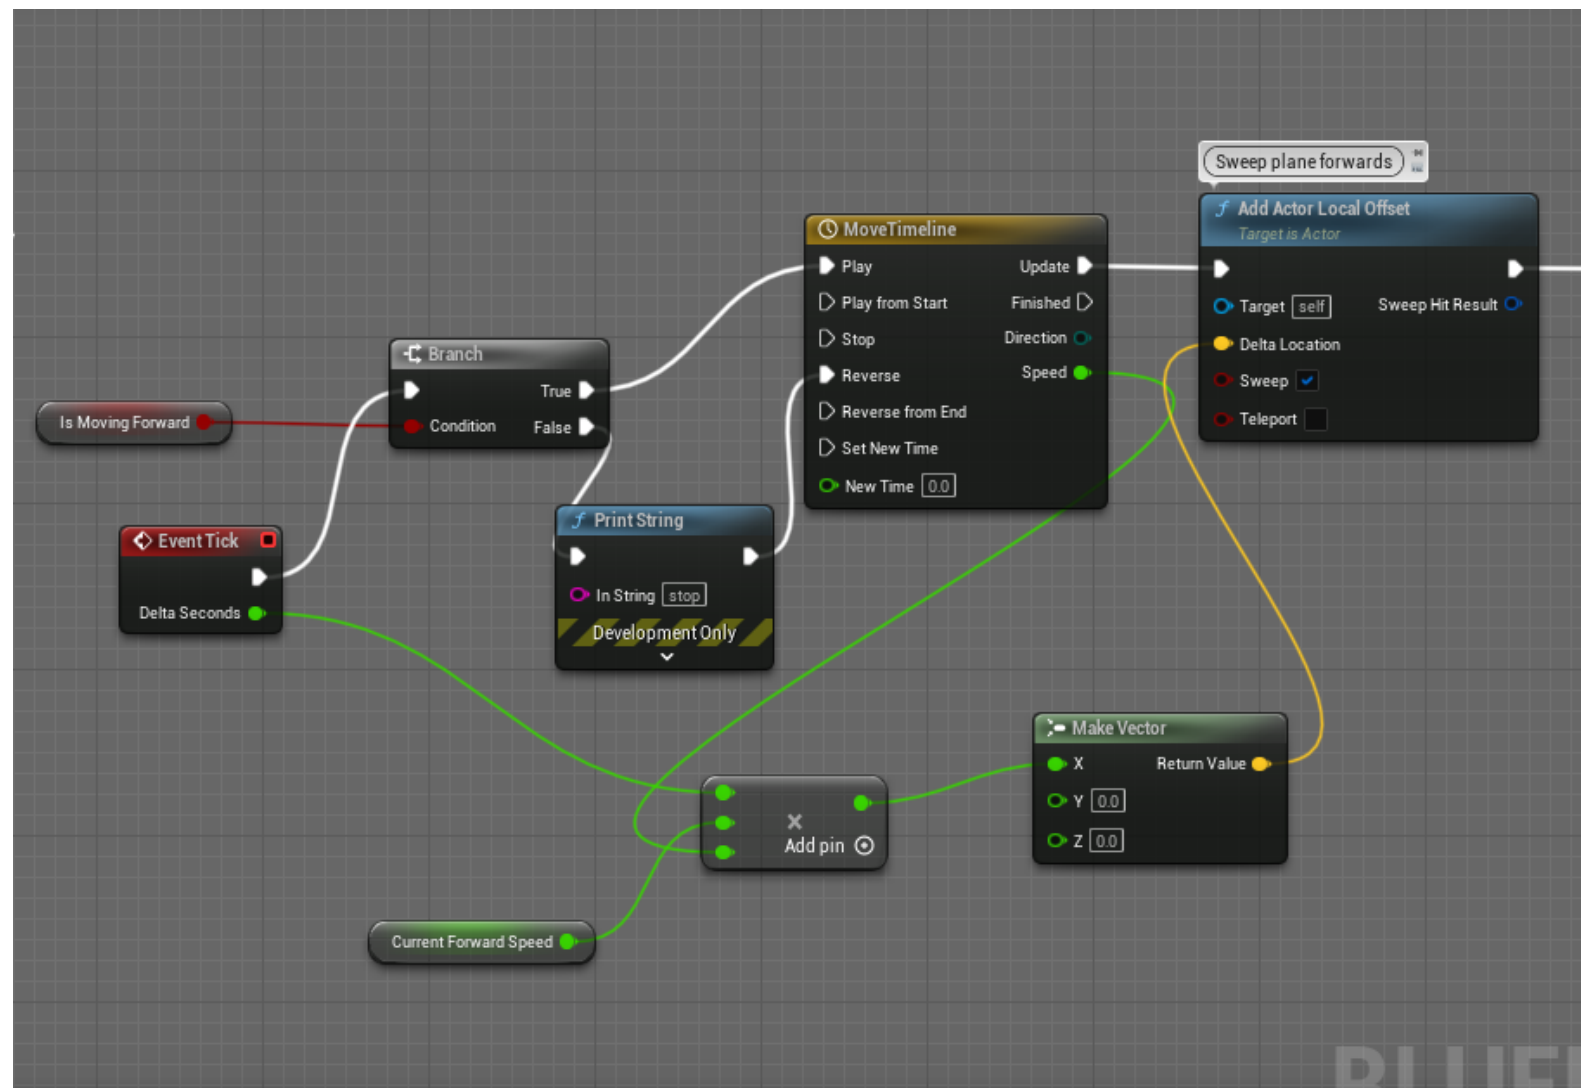 Sweep plane forwards
Add Actor Local Offset
Target is Actor
Target self
Sweep Hit Result
Delta Location
Sweep
Teleport
MoveTimeline
Play
Update
Play from Start
Finished
Stop
Direction
Reverse
Speed
Reverse from End
Set New Time
New Time 0.0
Branch
True
Condition
False
Is Moving Forward
Event Tick
Delta Seconds
Print String
In String stop
Development Only
Make Vector
X
Return Value
Y 0.0
Z 0.0
Add pin
Current Forward Speed